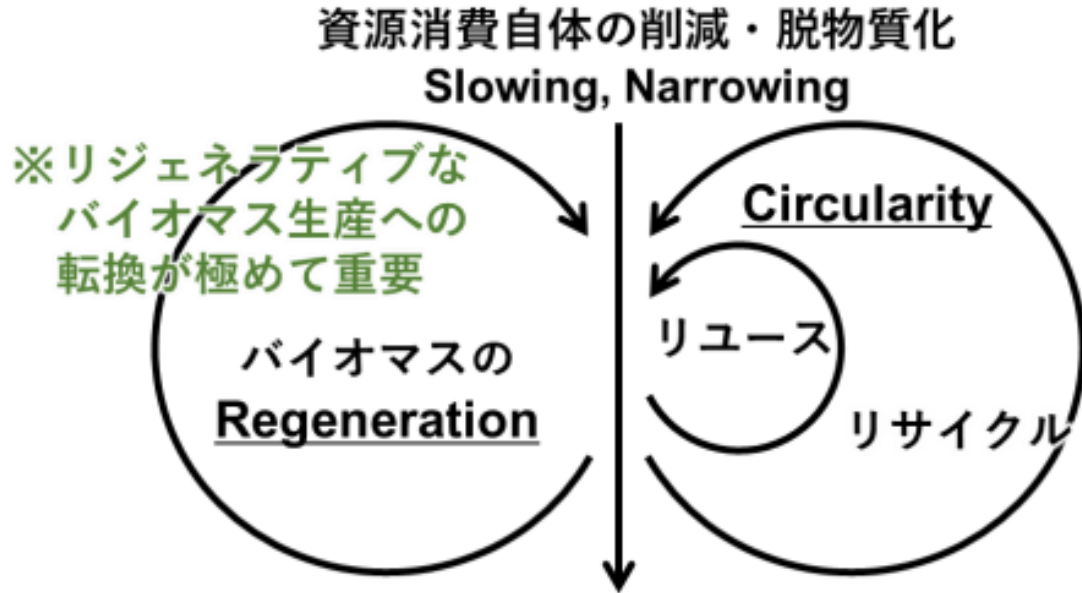 資源消費自体の削減・脱物質化
Slowing, Narrowing
※リジェネラティブな
バイオマス生産への
転換が極めて重要
バイオマスの
Regeneration
Circularity
リユース
リサイクル